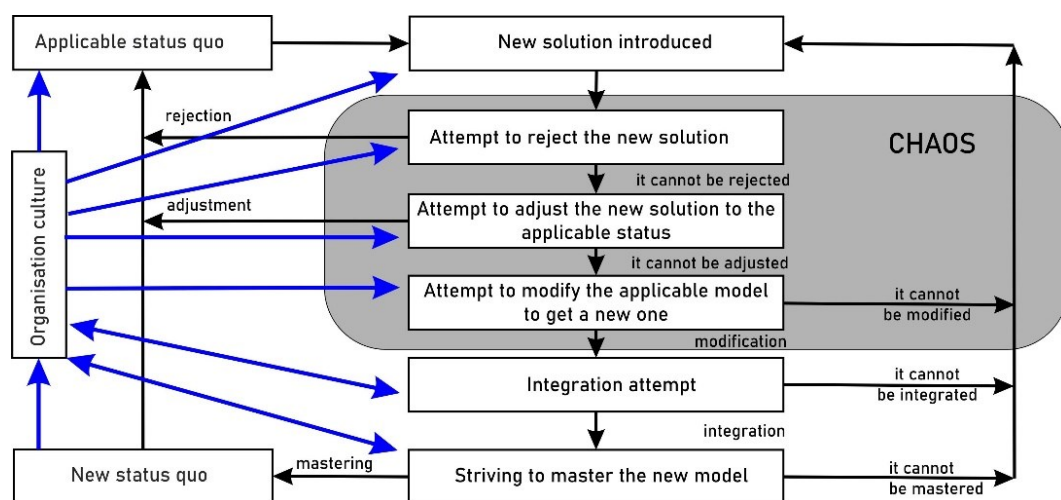 Applicable status quo
New solution introduced
CHAOS
rejection
Attempt to reject the new solution
it cannot be rejected
Organisation culture
adjustment
Attempt to adjust the new solution to the
applicable status
it cannot be adjusted
Attempt to modify the applicable model
to get a new one
it cannot
be modified
modification
Integration attempt
it cannot
be integrated
integration
New status quo
mastering
Striving to master the new model
it cannot
be mastered